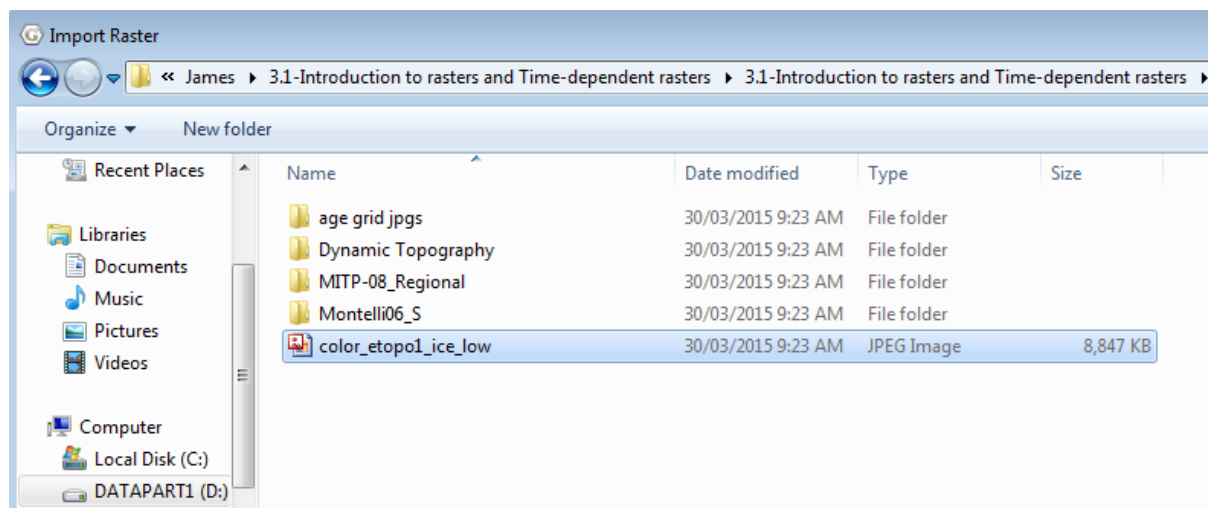 Import Raster
« James ▸ 3.1-Introduction to rasters and Time-dependent rasters ▸ 3.1-Introduction to rasters and Time-dependent rasters ▸
Organize ▾ New folder
Recent Places
Libraries
Documents
Music
Pictures
Videos
Computer
Local Disk (C:)
DATAPART1 (D:)
Name Date modified Type Size
age grid jpgs 30/03/2015 9:23 AM File folder
Dynamic Topography 30/03/2015 9:23 AM File folder
MITP-08_Regional 30/03/2015 9:23 AM File folder
Montelli06_S 30/03/2015 9:23 AM File folder
color_etopo1_ice_low 30/03/2015 9:23 AM JPEG Image 8,847 KB